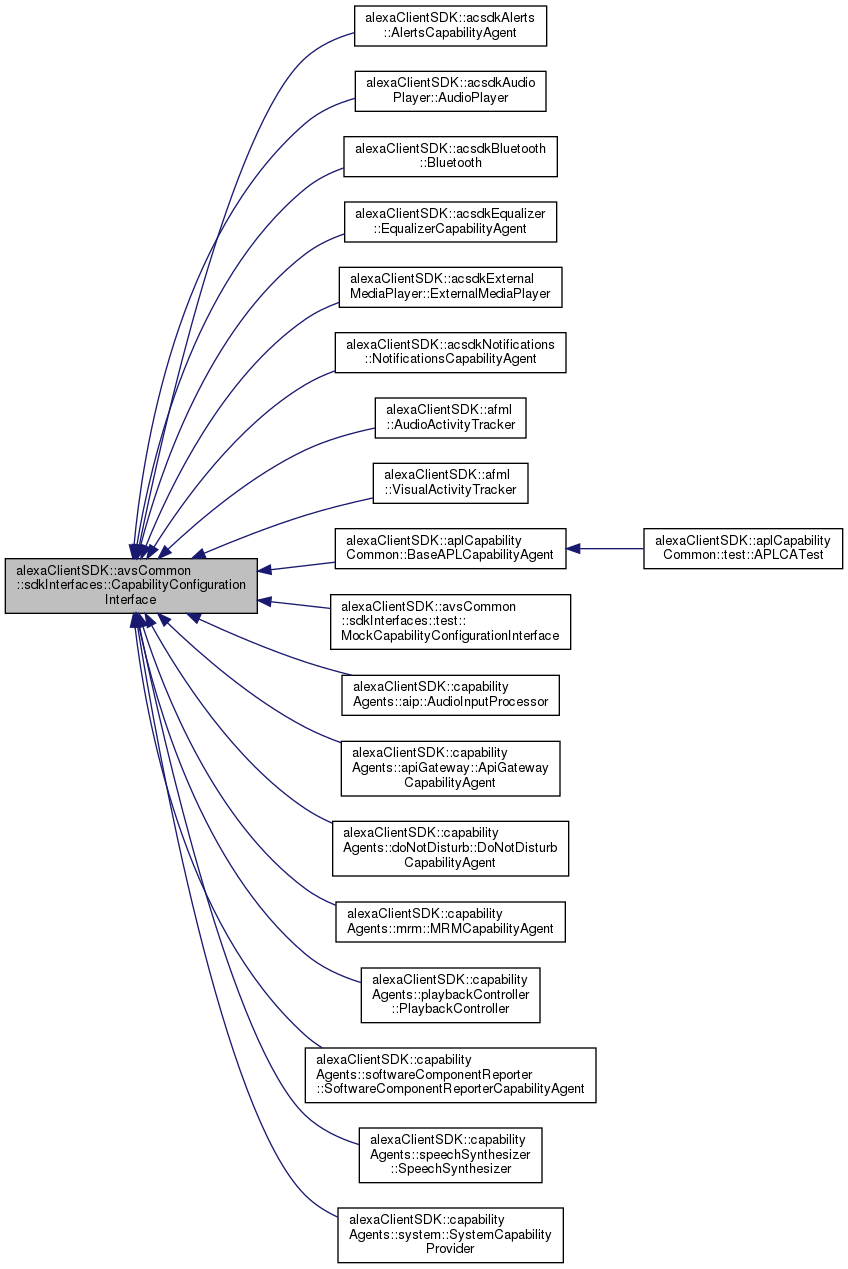 alexaClientSDK::acsdkAlerts
::AlertsCapabilityAgent
alexaClientSDK::acsdkAudio
Player::AudioPlayer
alexaClientSDK::acsdkBluetooth
::Bluetooth
alexaClientSDK::acsdkEqualizer
::EqualizerCapabilityAgent
alexaClientSDK::acsdkExternal
MediaPlayer::ExternalMediaPlayer
alexaClientSDK::acsdkNotifications
::NotificationsCapabilityAgent
alexaClientSDK::afml
::AudioActivityTracker
alexaClientSDK::afml
::VisualActivityTracker
alexaClientSDK::aplCapability
Common::BaseAPLCapabilityAgent
alexaClientSDK::aplCapability
Common::test::APLCATest
alexaClientSDK::avsCommon
::sdkInterfaces::CapabilityConfiguration
Interface
alexaClientSDK::avsCommon
::sdkInterfaces::test::
MockCapabilityConfigurationInterface
alexaClientSDK::capability
Agents::aip::AudioInputProcessor
alexaClientSDK::capability
Agents::apiGateway::ApiGateway
CapabilityAgent
alexaClientSDK::capability
Agents::doNotDisturb::DoNotDisturb
CapabilityAgent
alexaClientSDK::capability
Agents::mrm::MRMCapabilityAgent
alexaClientSDK::capability
Agents::playbackController
::PlaybackController
alexaClientSDK::capability
Agents::softwareComponentReporter
::SoftwareComponentReporterCapabilityAgent
alexaClientSDK::capability
Agents::speechSynthesizer
::SpeechSynthesizer
alexaClientSDK::capability
Agents::system::SystemCapability
Provider